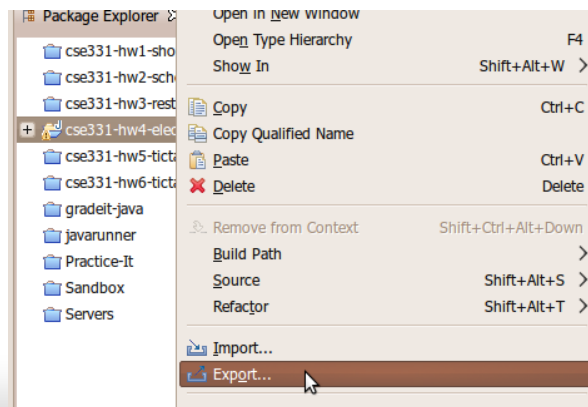 Package Explorer
cse331-hw1-sho
cse331-hw2-sch
cse331-hw3-rest
cse331-hw4-elec
cse331-hw5-ticta
cse331-hw6-ticta
gradeit-java
javarunner
Practice-It
Sandbox
Servers
Open in New Window
Open Type Hierarchy F4
Show In Shift+Alt+W >
Copy Ctrl+C
Copy Qualified Name
Paste Ctrl+V
Delete Delete
Remove from Context Shift+Ctrl+Alt+Down
Build Path >
Source Shift+Alt+S >
Refactor Shift+Alt+T >
Import...
Export...